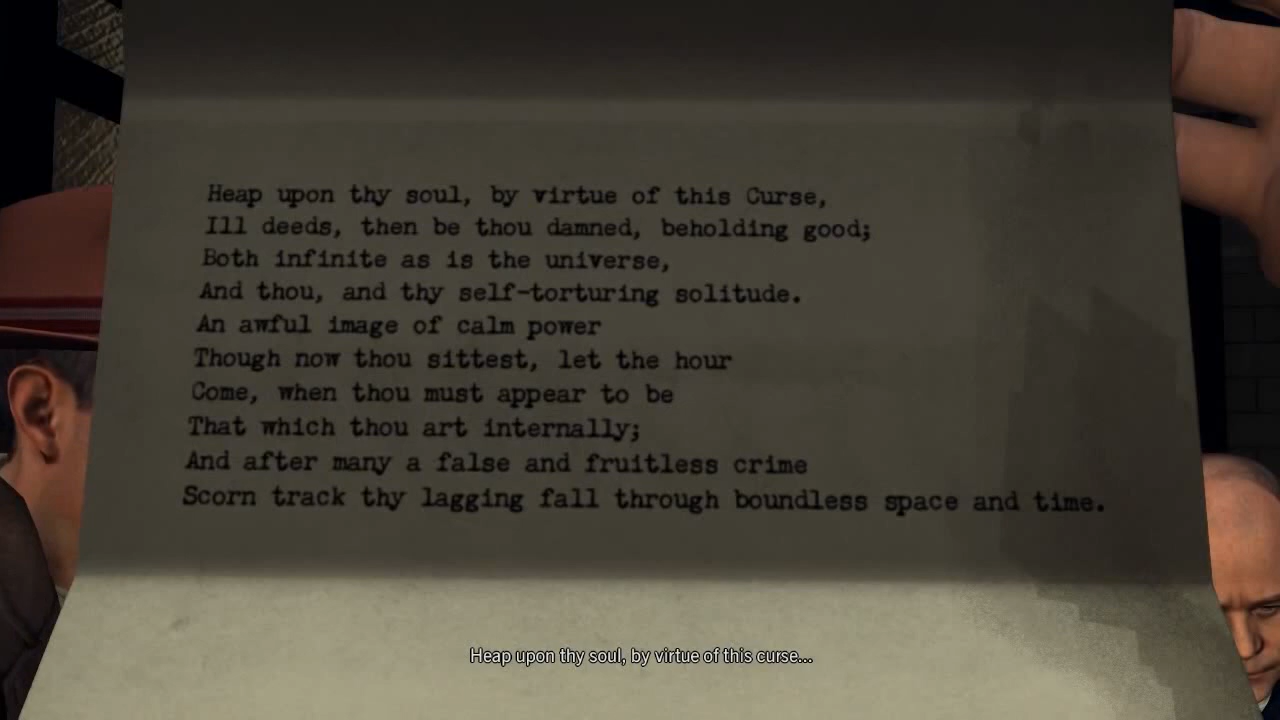 Heap upon thy soul, by virtue of this Curse,
Ill deeds, then be thou damned, beholding good;
Both infinite as is the universe,
And thou, and thy self-torturing solitude.
An awful image of calm power
Though now thou sittest, let the hour
Come, when thou must appear to be
That which thou art internally;
And after many a false and fruitless crime
Scorn track thy lagging fall through boundless space and time.
Heap upon thy soul, by virtue of this curse...